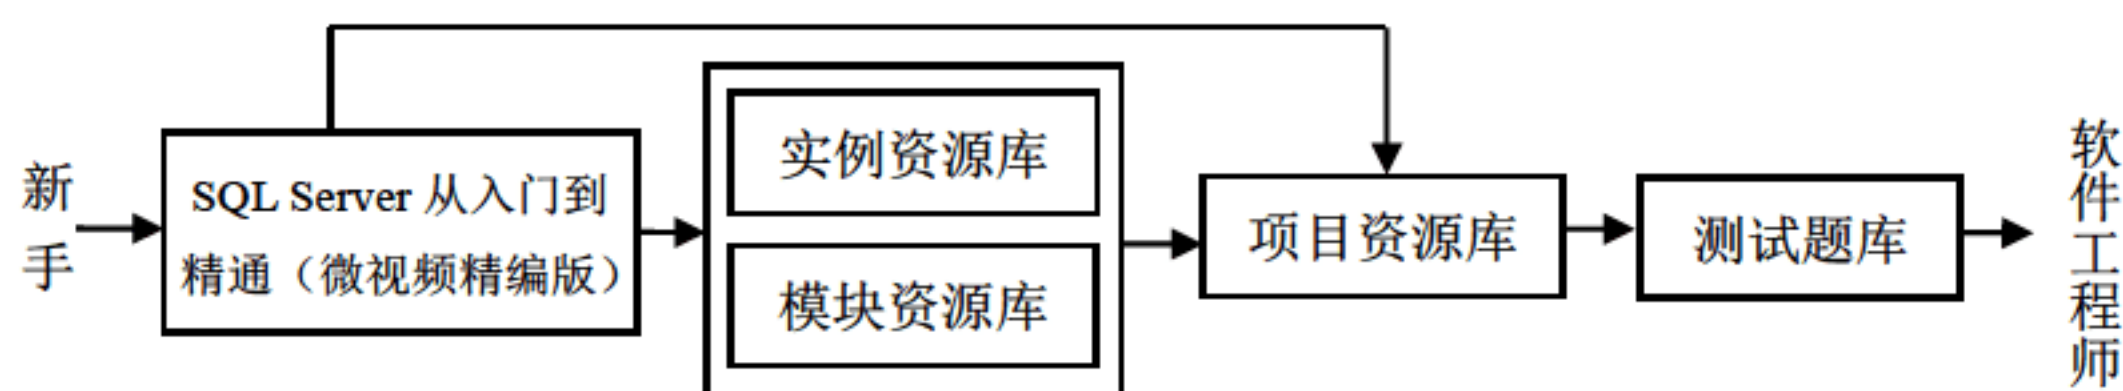 新手
SQL Server 从入门到
精通（微视频精编版）
实例资源库
模块资源库
项目资源库
测试题库
软件工程师